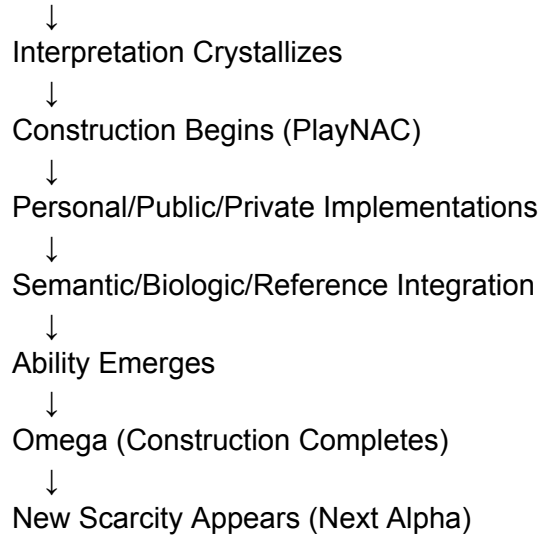 ↓
Interpretation Crystallizes
↓
Construction Begins (PlayNAC)
↓
Personal/Public/Private Implementations
↓
Semantic/Biologic/Reference Integration
↓
Ability Emerges
↓
Omega (Construction Completes)
↓
New Scarcity Appears (Next Alpha)